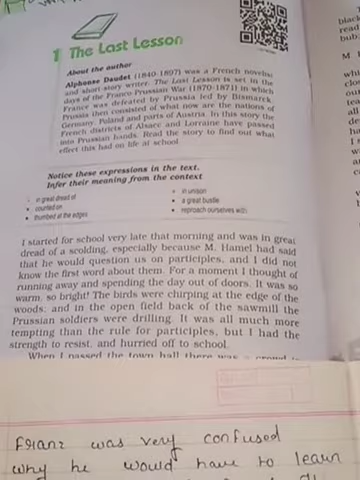 1 The Last Lesson
About the author
Alphonse Daudet (1840-1897) was a French novelist
and short-story writer. The Last Lesson is set in the
days of the Franco-Prussian War (1870-1871) in which
France was defeated by Prussia led by Bismarck.
Prussia then consisted of what now are the nations of
Germany, Poland and parts of Austria. In this story the
French districts of Alsace and Lorraine have passed
into Prussian hands. Read the story to find out what
effect this had on life at school.
Notice these expressions in the text.
Infer their meaning from the context
• in great dread of
• counted on
• thumbed at the edges
• in unison
• a great bustle
• reproach ourselves with
I started for school very late that morning and was in great
dread of a scolding, especially because M. Hamel had said
that he would question us on participles, and I did not
know the first word about them. For a moment I thought of
running away and spending the day out of doors. It was so
warm, so bright! The birds were chirping at the edge of the
woods; and in the open field back of the sawmill the
Prussian soldiers were drilling. It was all much more
tempting than the rule for participles, but I had the
strength to resist, and hurried off to school.
When I passed the town hall there was a crowd
Franz was very confused
why he would have to learn